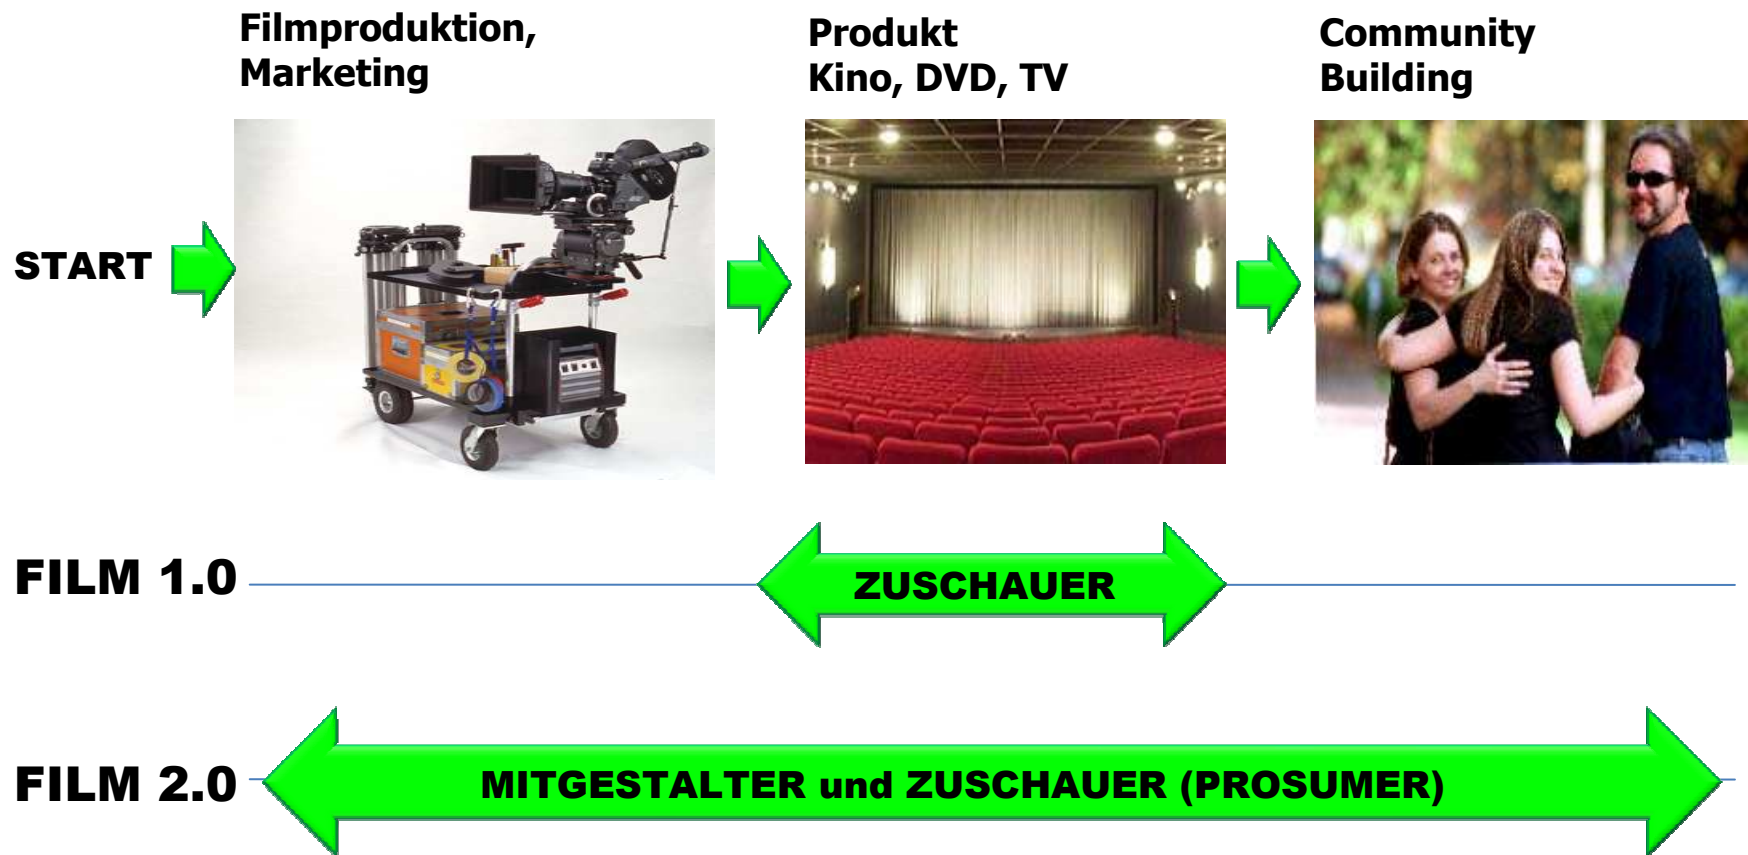 Filmproduktion,
Marketing
Produkt
Kino, DVD, TV
Community
Building
START
FILM 1.0
ZUSCHAUER
FILM 2.0
MITGESTALTER und ZUSCHAUER (PROSUMER)